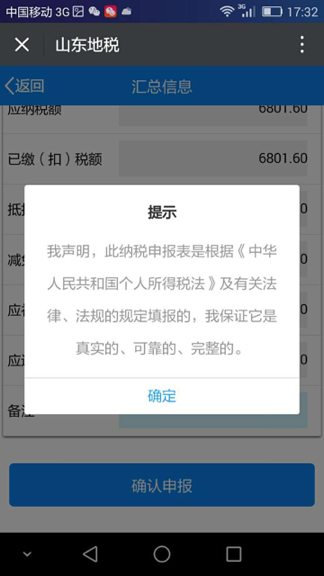 中国移动 3G
3G
17:32
山东地税
返回
汇总信息
应纳税额
6801.60
已缴（扣）税额
6801.60
提示
我声明，此纳税申报表是根据《中华
人民共和国个人所得税法》及有关法
律、法规的规定填报的，我保证它是
真实的、可靠的、完整的。
确定
备注
确认申报